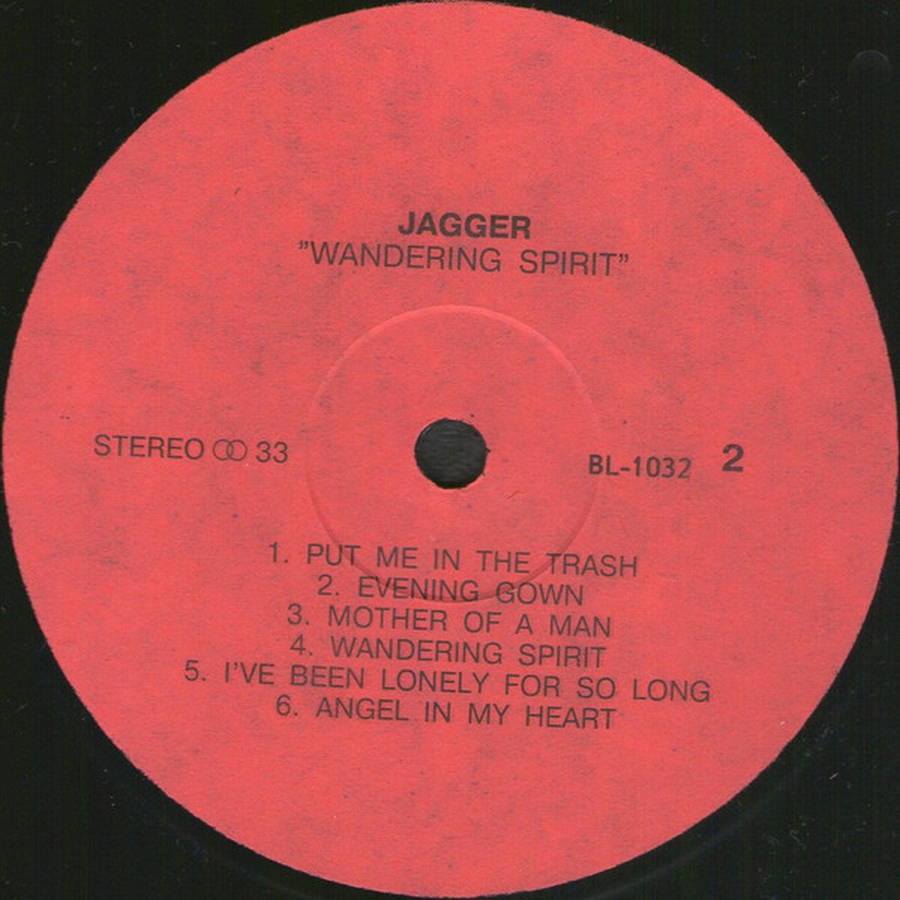 JAGGER
"WANDERING SPIRIT"
STEREO 33
BL-1032 2
1. PUT ME IN THE TRASH
2. EVENING GOWN
3. MOTHER OF A MAN
4. WANDERING SPIRIT
5. I'VE BEEN LONELY FOR SO LONG
6. ANGEL IN MY HEART